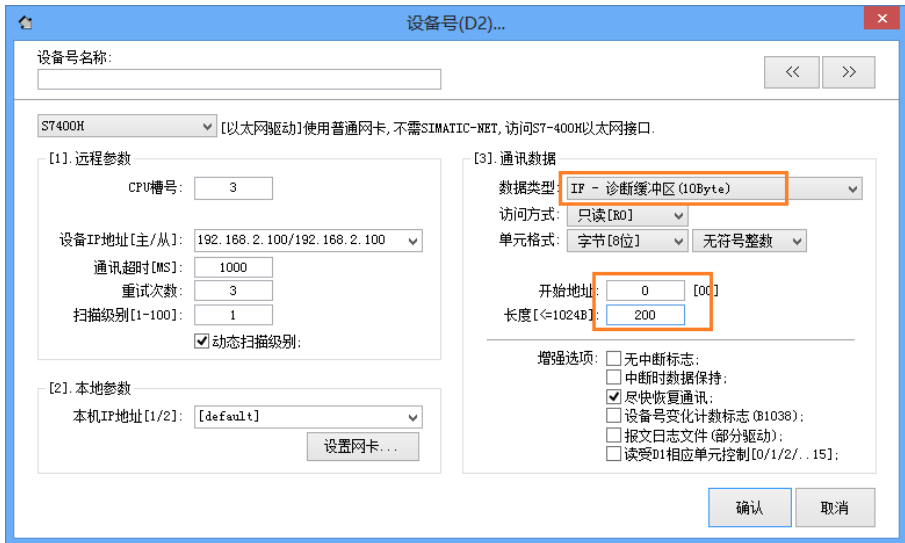 设备号(D2)...
设备号名称:
<< >>
S7400H [以太网驱动]使用普通网卡,不需SIMATIC-NET,访问S7-400H以太网接口.
[1].远程参数
CPU槽号: 3
设备IP地址[主/从]: 192.168.2.100/192.168.2.100
通讯超时[MS]: 1000
重试次数: 3
扫描级别[1-100]: 1
动态扫描级别;
[2].本地参数
本机IP地址[1/2]: [default]
设置网卡...
[3].通讯数据
数据类型: IF - 诊断缓冲区(10Byte)
访问方式: 只读[RO]
单元格式: 字节[8位] 无符号整数
开始地址: 0 [00]
长度[<=1024B]: 200
增强选项: 无中断标志;
中断时数据保持;
尽快恢复通讯;
设备号变化计数标志(B1038);
报文日志文件(部分驱动);
读受D1相应单元控制[0/1/2/..15];
确认 取消